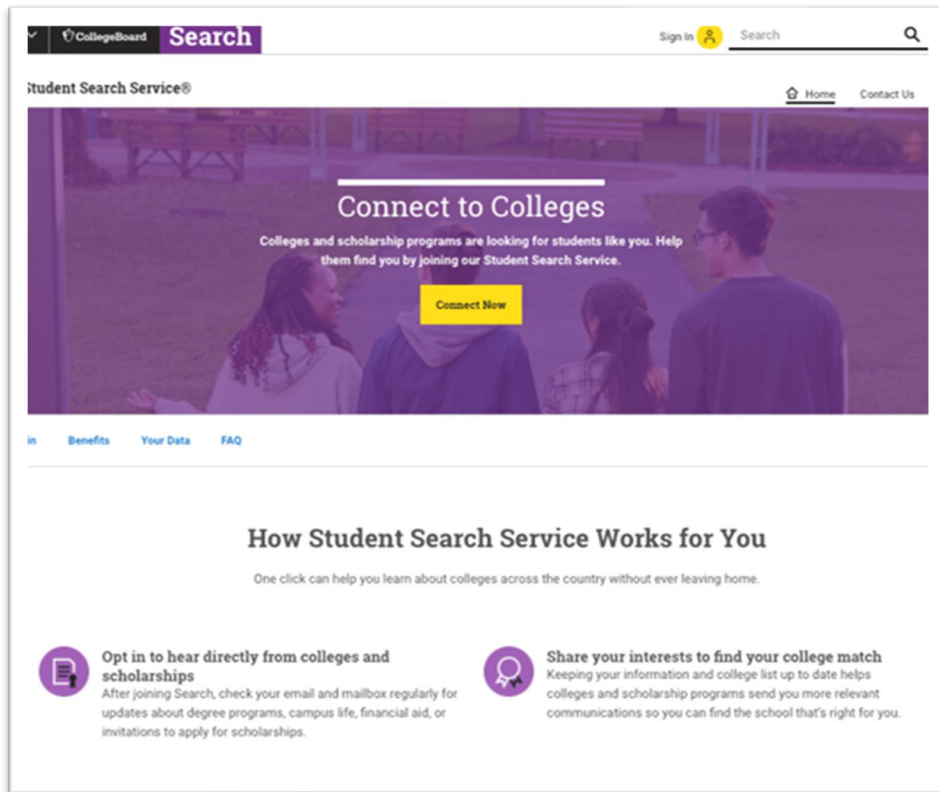 CollegeBoard Search Sign In Search
Student Search Service®
Home Contact Us
Connect to Colleges
Colleges and scholarship programs are looking for students like you. Help
them find you by joining our Student Search Service.
Connect Now
in Benefits Your Data FAQ
How Student Search Service Works for You
One click can help you learn about colleges across the country without ever leaving home.
Opt in to hear directly from colleges and
scholarships
After joining Search, check your email and mailbox regularly for
updates about degree programs, campus life, financial aid, or
invitations to apply for scholarships.
Share your interests to find your college match
Keeping your information and college list up to date helps
colleges and scholarship programs send you more relevant
communications so you can find the school that's right for you.